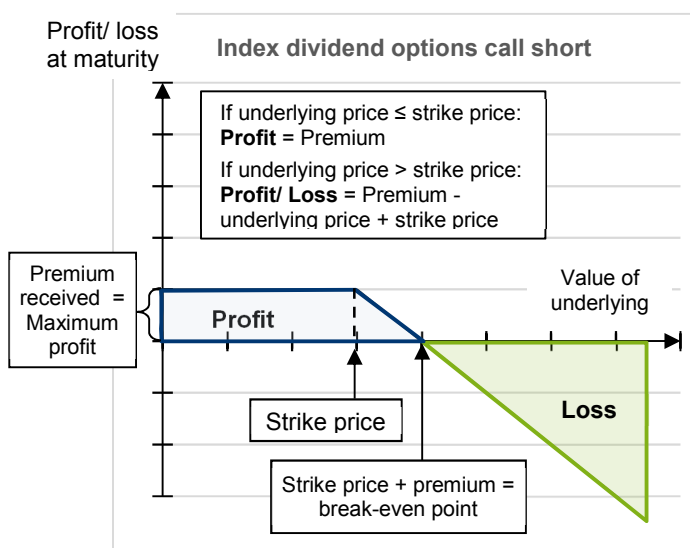 Profit/ loss
at maturity
Index dividend options call short
If underlying price ≤ strike price:
Profit = Premium
If underlying price > strike price:
Profit/ Loss = Premium -
underlying price + strike price
Premium
received =
Maximum
profit
Profit
Value of
underlying
Strike price
Loss
Strike price + premium =
break-even point